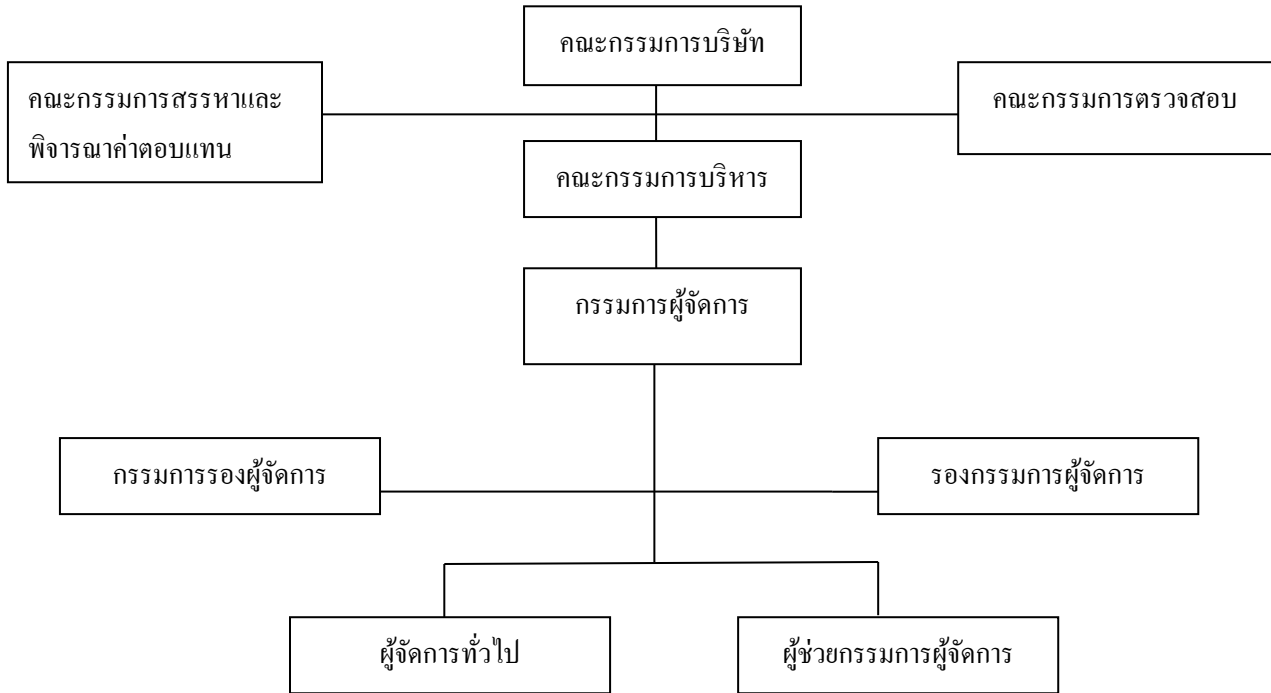 คณะกรรมการบริษัท
คณะกรรมการสรรหาและ
พิจารณาค่าตอบแทน
คณะกรรมการตรวจสอบ
คณะกรรมการบริหาร
กรรมการผู้จัดการ
กรรมการรองผู้จัดการ
รองกรรมการผู้จัดการ
ผู้จัดการทั่วไป
ผู้ช่วยกรรมการผู้จัดการ